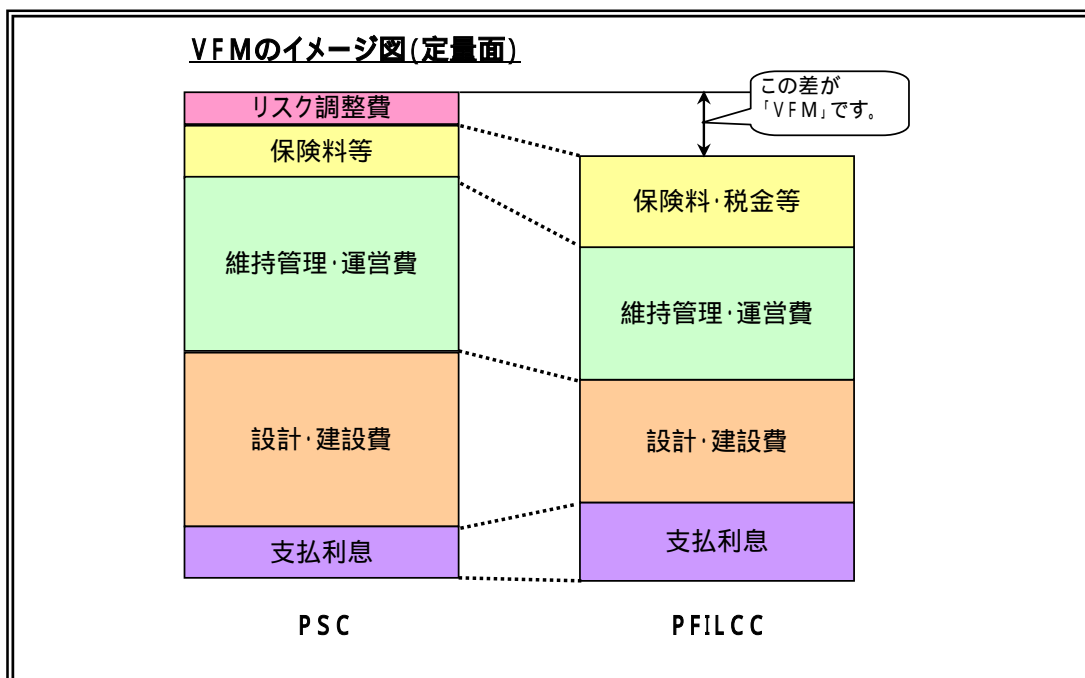 VFMのイメージ図(定量面)
この差が
「VFM」です。
リスク調整費
保険料等
維持管理・運営費
設計・建設費
支払利息
保険料・税金等
維持管理・運営費
設計・建設費
支払利息
PSC
PFILCC